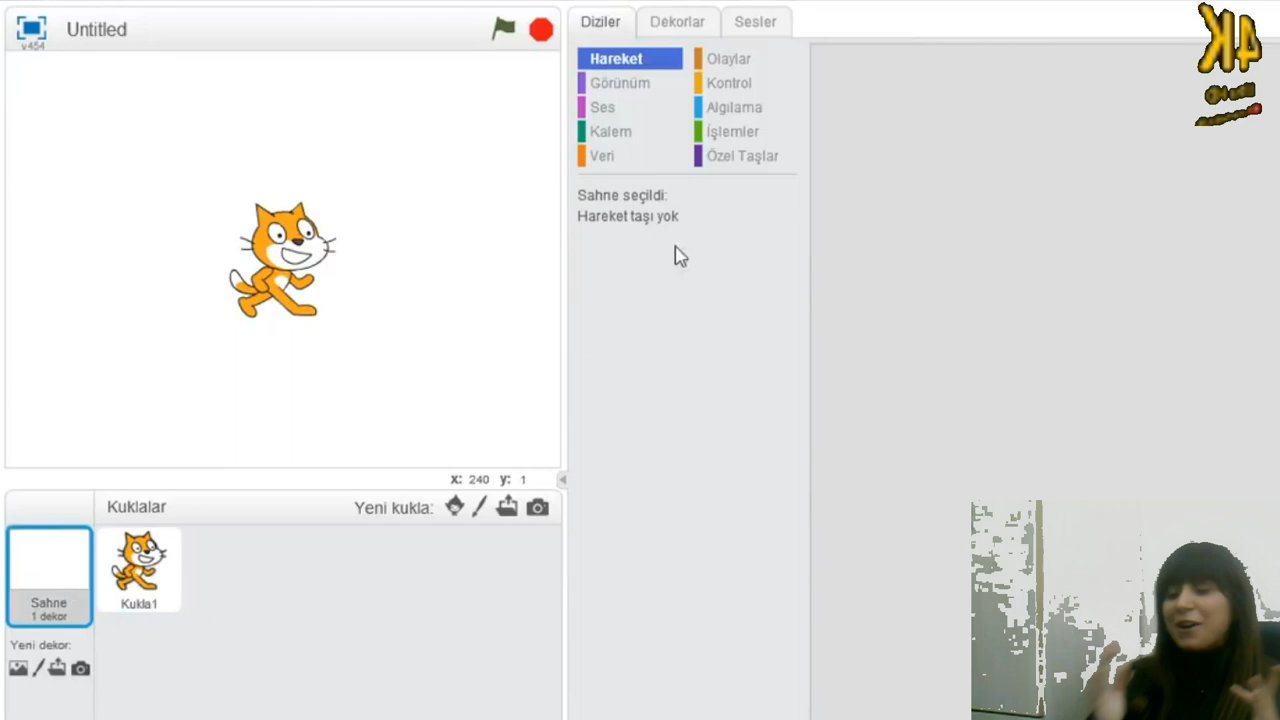 Untitled
v454
Diziler
Dekorlar
Sesler
Hareket
Olaylar
Görünüm
Kontrol
Ses
Algılama
Kalem
İşlemler
Veri
Özel Taşlar
Sahne seçildi:
Hareket taşı yok
x: 240 y: 1
Kuklalar
Yeni kukla:
Sahne
1 dekor
Kukla1
Yeni dekor: